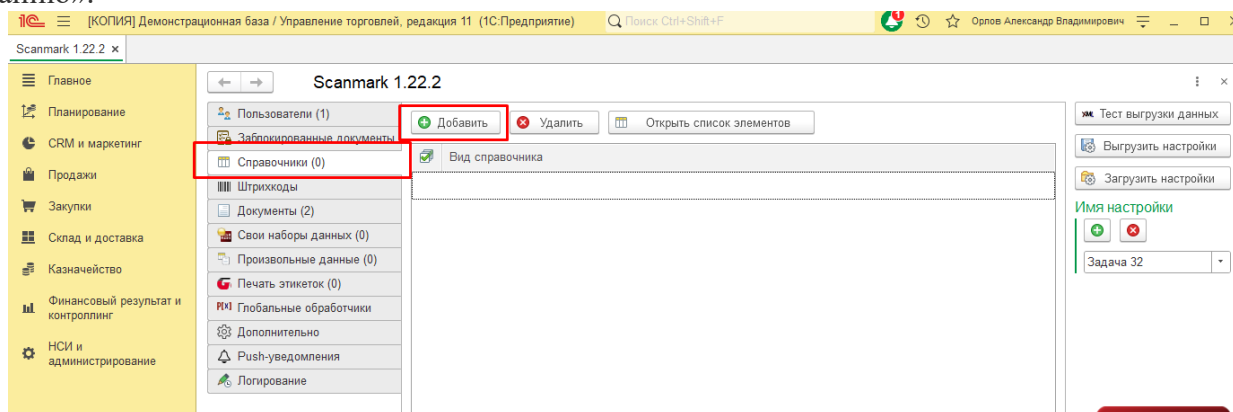 1С [КОПИЯ] Демонстрационная база / Управление торговлей, редакция 11 (1С:Предприятие) Поиск Ctrl+Shift+F Орлов Александр Владимирович
Scanmark 1.22.2 ×
Главное
Планирование
CRM и маркетинг
Продажи
Закупки
Склад и доставка
Казначейство
Финансовый результат и
контроллинг
НСИ и
администрирование
Scanmark 1.22.2
Пользователи (1)
Заблокированные документы
Справочники (0)
Штрихкоды
Документы (2)
Свои наборы данных (0)
Произвольные данные (0)
Печать этикеток (0)
P[X] Глобальные обработчики
Дополнительно
Push-уведомления
Логирование
Добавить Удалить Открыть список элементов
Вид справочника
XML Тест выгрузки данных
Выгрузить настройки
Загрузить настройки
Имя настройки
Задача 32